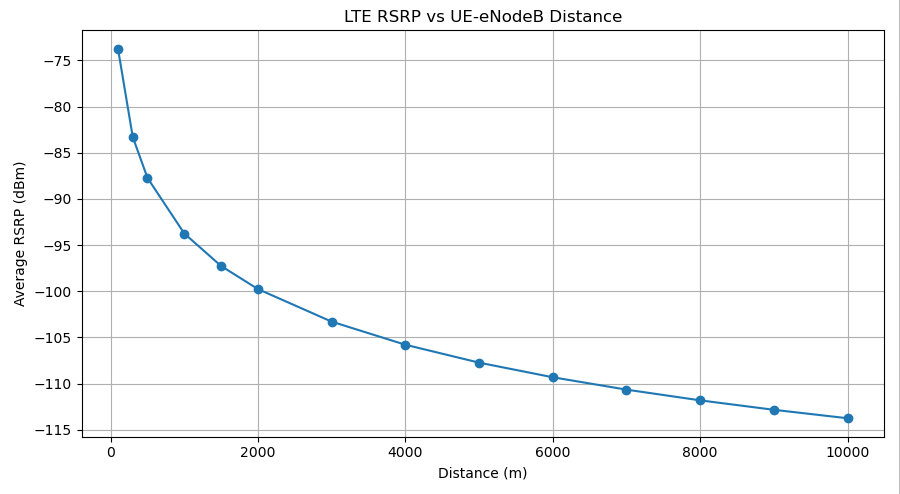 LTE RSRP vs UE-eNodeB Distance
−75
−80
−85
−90
−95
−100
−105
−110
−115
Average RSRP (dBm)
0 2000 4000 6000 8000 10000
Distance (m)